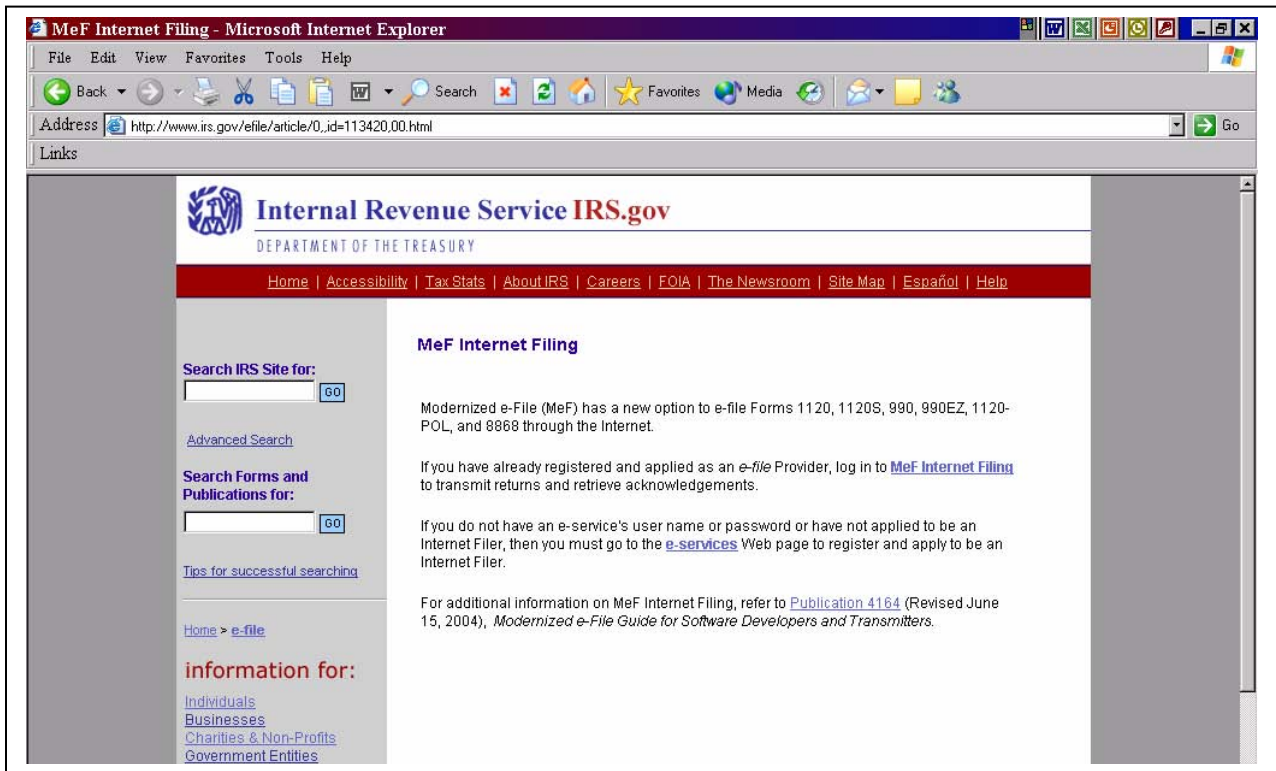 MeF Internet Filing - Microsoft Internet Explorer
File Edit View Favorites Tools Help
Back Search Favorites Media
Address http://www.irs.gov/efile/article/0,,id=113420,00.html Go
Links
Internal Revenue Service IRS.gov
DEPARTMENT OF THE TREASURY
Home | Accessibility | Tax Stats | About IRS | Careers | FOIA | The Newsroom | Site Map | Español | Help
Search IRS Site for:
GO
Advanced Search
Search Forms and
Publications for:
GO
Tips for successful searching
Home > e-file
information for:
Individuals
Businesses
Charities & Non-Profits
Government Entities
MeF Internet Filing
Modernized e-File (MeF) has a new option to e-file Forms 1120, 1120S, 990, 990EZ, 1120-
POL, and 8868 through the Internet.
If you have already registered and applied as an e-file Provider, log in to MeF Internet Filing
to transmit returns and retrieve acknowledgements.
If you do not have an e-service's user name or password or have not applied to be an
Internet Filer, then you must go to the e-services Web page to register and apply to be an
Internet Filer.
For additional information on MeF Internet Filing, refer to Publication 4164 (Revised June
15, 2004), Modernized e-File Guide for Software Developers and Transmitters.